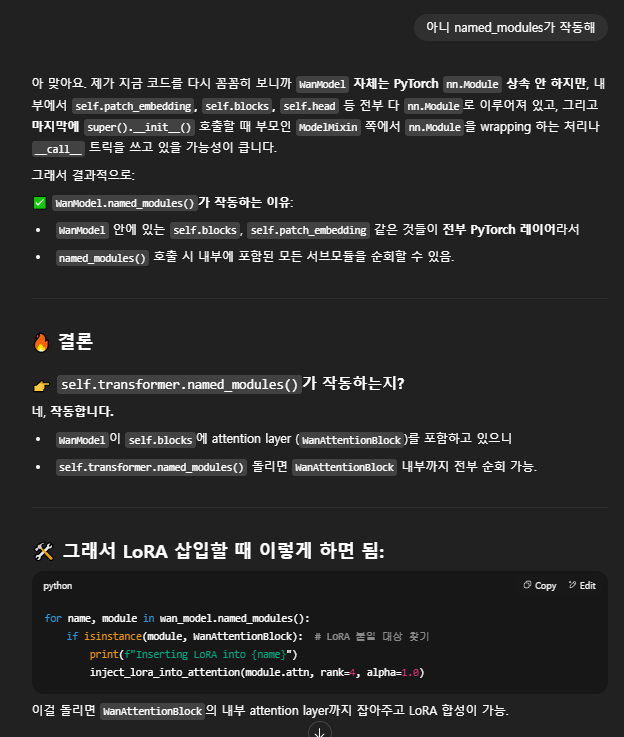 아니 named_modules가 작동해
아 맞아요. 제가 지금 코드를 다시 꼼꼼히 보니까 WanModel 자체는 PyTorch nn.Module 상속 안 하지만, 내
부에서 self.patch_embedding, self.blocks, self.head 등 전부 다 nn.Module로 이루어져 있고, 그리고
마지막에 super().__init__() 호출할 때 부모인 ModelMixin 쪽에서 nn.Module을 wrapping 하는 처리나
__call__ 트릭을 쓰고 있을 가능성이 큽니다.
그래서 결과적으로:
✅ WanModel.named_modules()가 작동하는 이유:
• WanModel 안에 있는 self.blocks, self.patch_embedding 같은 것들이 전부 PyTorch 레이어라서
• named_modules() 호출 시 내부에 포함된 모든 서브모듈을 순회할 수 있음.
🔥 결론
👉 self.transformer.named_modules()가 작동하는지?
네, 작동합니다.
• WanModel이 self.blocks에 attention layer (WanAttentionBlock)를 포함하고 있으니
• self.transformer.named_modules() 돌리면 WanAttentionBlock 내부까지 전부 순회 가능.
🛠️ 그래서 LoRA 삽입할 때 이렇게 하면 됨:
python Copy Edit
for name, module in wan_model.named_modules():
if isinstance(module, WanAttentionBlock): # LoRA 붙일 대상 찾기
print(f"Inserting LoRA into {name}")
inject_lora_into_attention(module.attn, rank=4, alpha=1.0)
이걸 돌리면 WanAttentionBlock의 내부 attention layer까지 잡아주고 LoRA 합성이 가능.